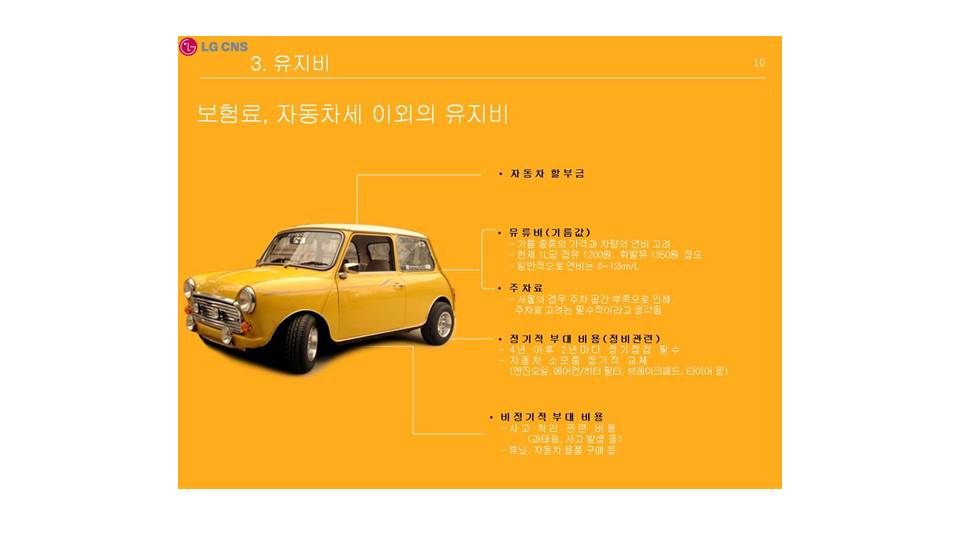 LG CNS
3. 유지비
10
보험료, 자동차세 이외의 유지비
• 자동차 할부금
• 유류비(기름값)
- 기름 종류의 가격과 차량의 연비 고려
- 현재 1L당 경유 1200원, 휘발유 1350원 정도
- 일반적으로 연비는 8~12km/L
• 주차료
- 서울의 경우 주차 공간 부족으로 인해,
주차료 고려는 필수적이라고 생각됨
• 정기적 부대 비용(정비관련)
- 4년 이후 2년마다 정기점검 필수
- 자동차 소모품 정기적 교체
(엔진오일, 에어컨/히터 필터, 브레이크패드, 타이어 등)
• 비정기적 부대 비용
- 사고 처리 관련 비용
(과태료, 사고 발생 등)
- 튜닝, 자동차 용품 구매 등